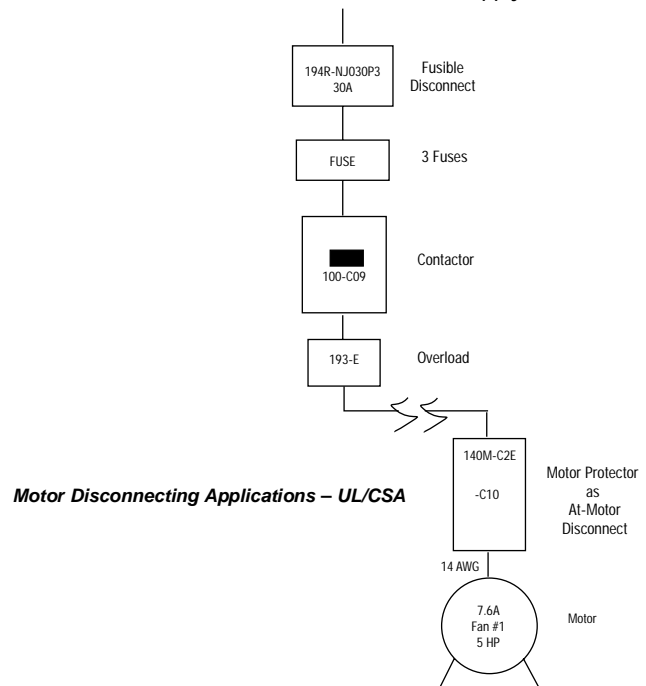 194R-NJ030P3
30A
Fusible
Disconnect
FUSE
3 Fuses
100-C09
Contactor
193-E
Overload
140M-C2E
-C10
Motor Protector
as
At-Motor
Disconnect
Motor Disconnecting Applications – UL/CSA
14 AWG
7.6A
Fan #1
5 HP
Motor